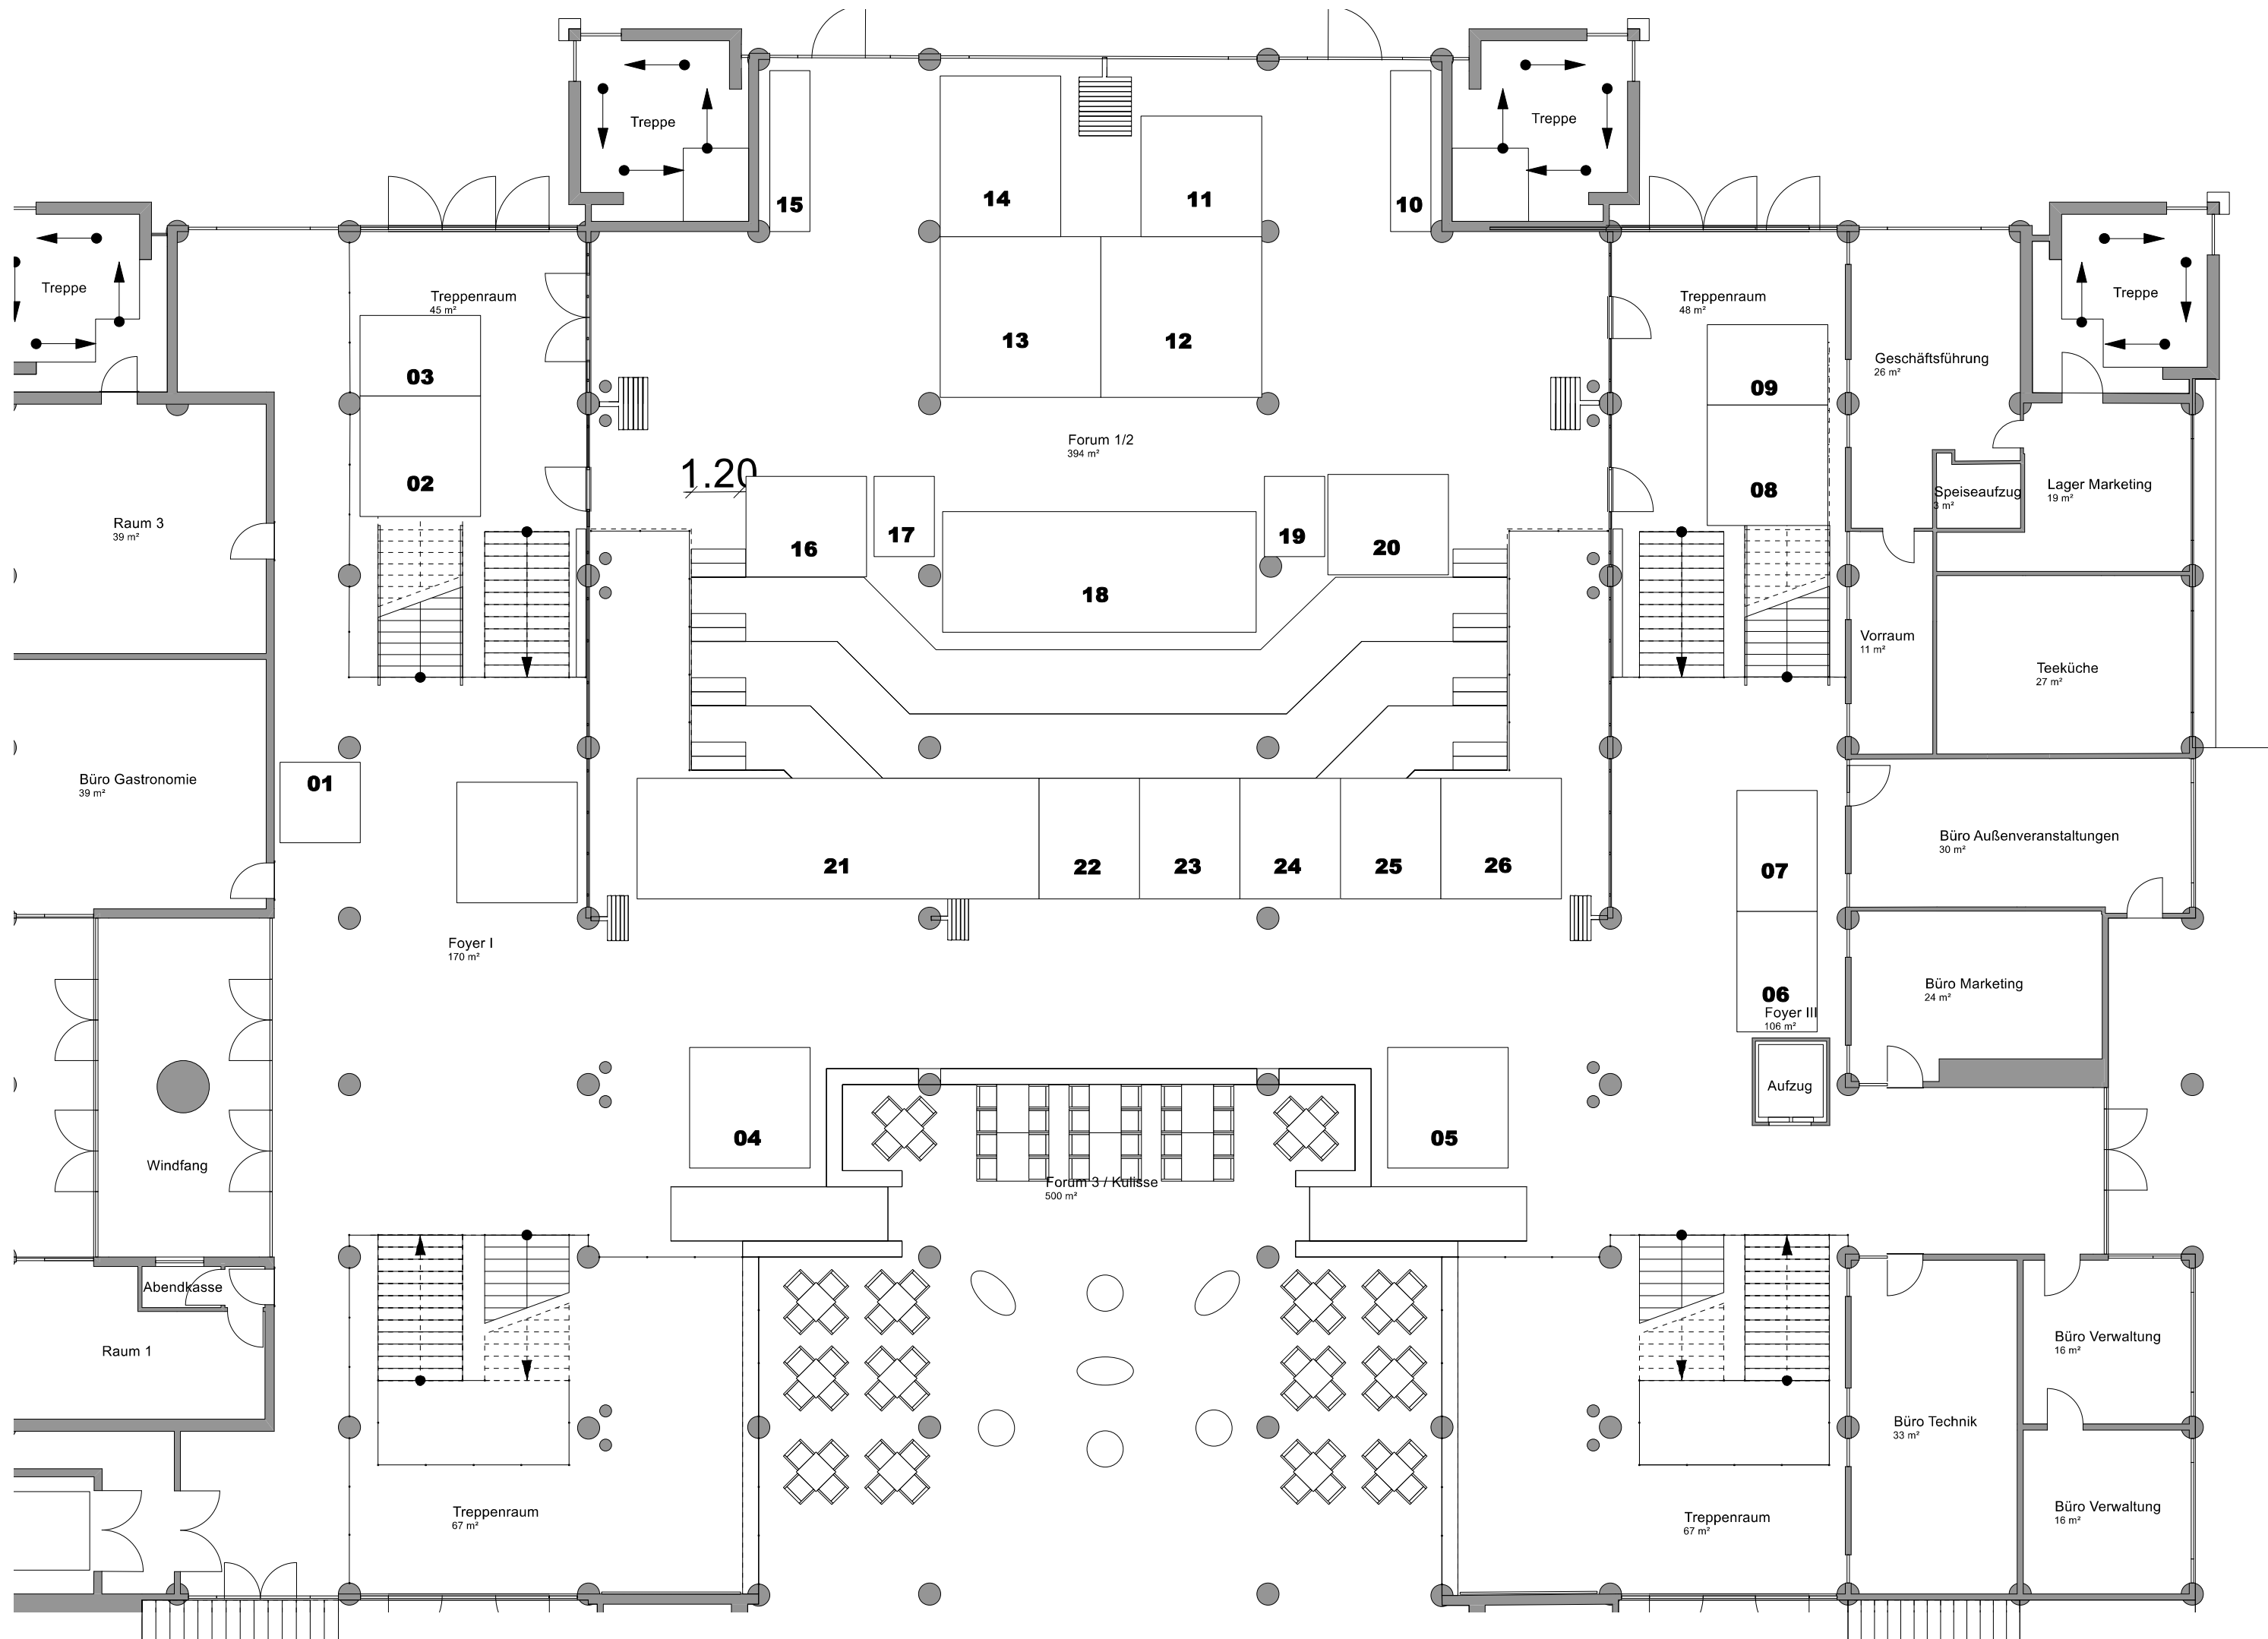 Treppe
Treppe
15
14
11
10
Treppe
Treppenraum
45 m²
Treppenraum
48 m²
Treppe
03
13
12
09
Geschäftsführung
26 m²
Forum 1/2
394 m²
1.20
02
08
Speiseaufzug
3 m²
Lager Marketing
19 m²
Raum 3
39 m²
16
17
18
19
20
Vorraum
11 m²
Teeküche
27 m²
Büro Gastronomie
39 m²
01
21
22
23
24
25
26
07
Büro Außenveranstaltungen
30 m²
Foyer I
170 m²
06
Foyer III
106 m²
Büro Marketing
24 m²
Aufzug
04
05
Windfang
Forum 3 / Kulisse
500 m²
Abendkasse
Raum 1
Büro Verwaltung
16 m²
Büro Technik
33 m²
Treppenraum
67 m²
Treppenraum
67 m²
Büro Verwaltung
16 m²